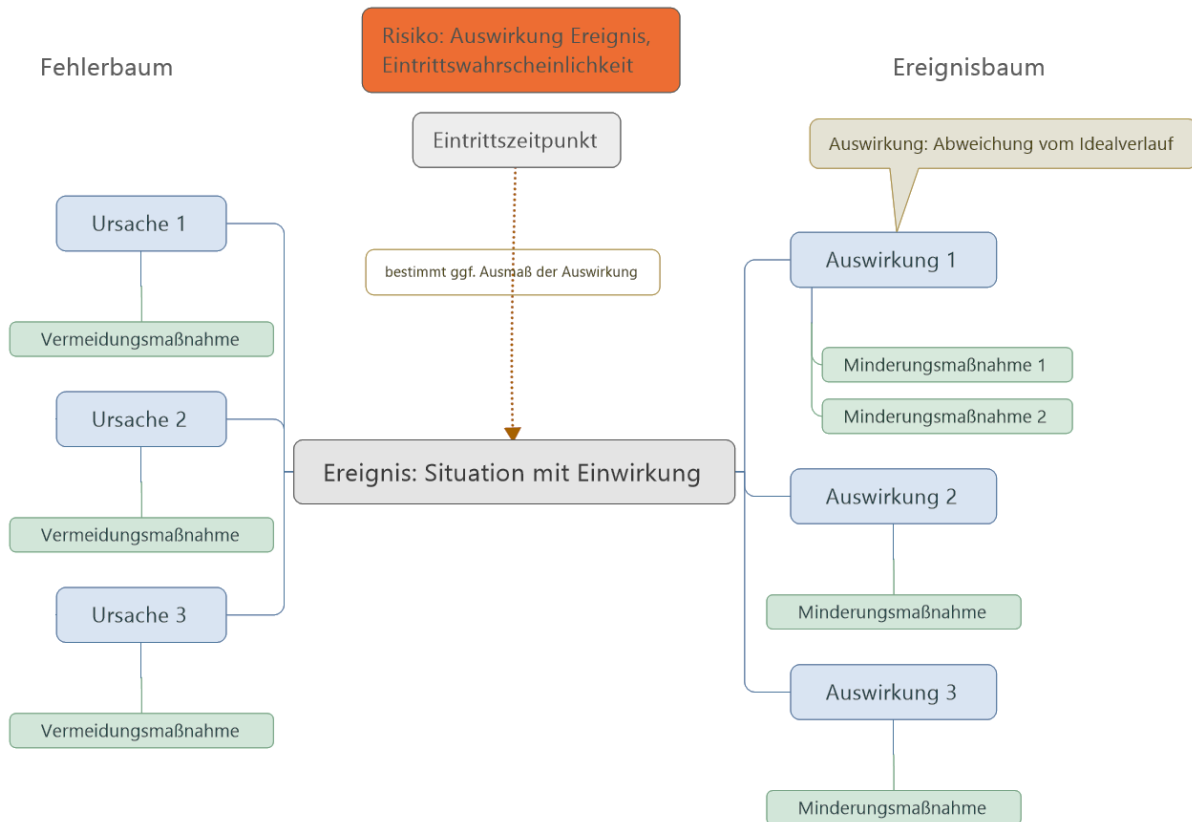 Fehlerbaum
Risiko: Auswirkung Ereignis,
Eintrittswahrscheinlichkeit
Ereignisbaum
Eintrittszeitpunkt
Auswirkung: Abweichung vom Idealverlauf
Ursache 1
bestimmt ggf. Ausmaß der Auswirkung
Auswirkung 1
Vermeidungsmaßnahme
Minderungsmaßnahme 1
Ursache 2
Minderungsmaßnahme 2
Ereignis: Situation mit Einwirkung
Auswirkung 2
Vermeidungsmaßnahme
Ursache 3
Minderungsmaßnahme
Auswirkung 3
Vermeidungsmaßnahme
Minderungsmaßnahme